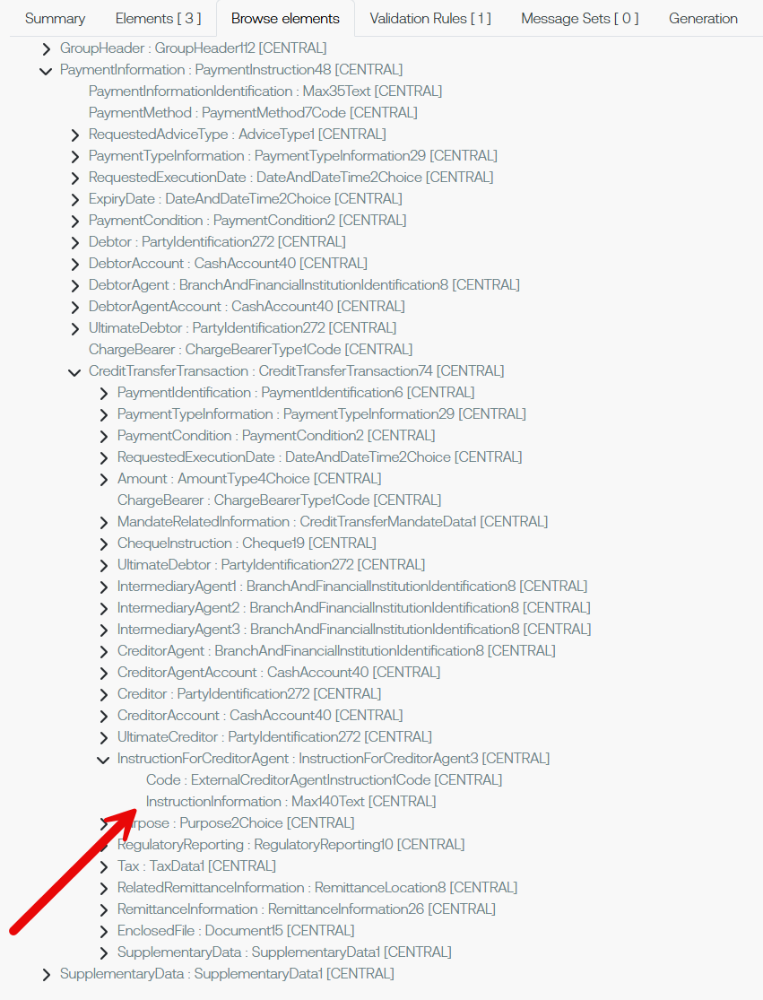 Summary Elements [ 3 ] Browse elements Validation Rules [ 1 ] Message Sets [ 0 ] Generation
GroupHeader : GroupHeader112 [CENTRAL]
PaymentInformation : PaymentInstruction48 [CENTRAL]
PaymentInformationIdentification : Max35Text [CENTRAL]
PaymentMethod : PaymentMethod7Code [CENTRAL]
RequestedAdviceType : AdviceType1 [CENTRAL]
PaymentTypeInformation : PaymentTypeInformation29 [CENTRAL]
RequestedExecutionDate : DateAndDateTime2Choice [CENTRAL]
ExpiryDate : DateAndDateTime2Choice [CENTRAL]
PaymentCondition : PaymentCondition2 [CENTRAL]
Debtor : PartyIdentification272 [CENTRAL]
DebtorAccount : CashAccount40 [CENTRAL]
DebtorAgent : BranchAndFinancialInstitutionIdentification8 [CENTRAL]
DebtorAgentAccount : CashAccount40 [CENTRAL]
UltimateDebtor : PartyIdentification272 [CENTRAL]
ChargeBearer : ChargeBearerType1Code [CENTRAL]
CreditTransferTransaction : CreditTransferTransaction74 [CENTRAL]
PaymentIdentification : PaymentIdentification6 [CENTRAL]
PaymentTypeInformation : PaymentTypeInformation29 [CENTRAL]
PaymentCondition : PaymentCondition2 [CENTRAL]
RequestedExecutionDate : DateAndDateTime2Choice [CENTRAL]
Amount : AmountType4Choice [CENTRAL]
ChargeBearer : ChargeBearerType1Code [CENTRAL]
MandateRelatedInformation : CreditTransferMandateData1 [CENTRAL]
ChequeInstruction : Cheque19 [CENTRAL]
UltimateDebtor : PartyIdentification272 [CENTRAL]
IntermediaryAgent1 : BranchAndFinancialInstitutionIdentification8 [CENTRAL]
IntermediaryAgent2 : BranchAndFinancialInstitutionIdentification8 [CENTRAL]
IntermediaryAgent3 : BranchAndFinancialInstitutionIdentification8 [CENTRAL]
CreditorAgent : BranchAndFinancialInstitutionIdentification8 [CENTRAL]
CreditorAgentAccount : CashAccount40 [CENTRAL]
Creditor : PartyIdentification272 [CENTRAL]
CreditorAccount : CashAccount40 [CENTRAL]
UltimateCreditor : PartyIdentification272 [CENTRAL]
InstructionForCreditorAgent : InstructionForCreditorAgent3 [CENTRAL]
Code : ExternalCreditorAgentInstruction1Code [CENTRAL]
InstructionInformation : Max140Text [CENTRAL]
Purpose : Purpose2Choice [CENTRAL]
RegulatoryReporting : RegulatoryReporting10 [CENTRAL]
Tax : TaxData1 [CENTRAL]
RelatedRemittanceInformation : RemittanceLocation8 [CENTRAL]
RemittanceInformation : RemittanceInformation26 [CENTRAL]
EnclosedFile : Document15 [CENTRAL]
SupplementaryData : SupplementaryData1 [CENTRAL]
SupplementaryData : SupplementaryData1 [CENTRAL]